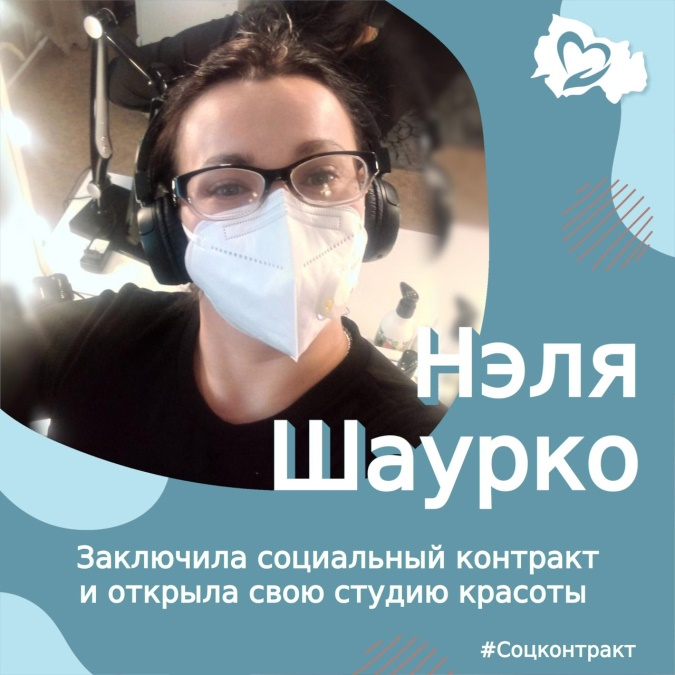 Нэля
Шаурко
Заключила социальный контракт
и открыла свою студию красоты
#Соцконтракт